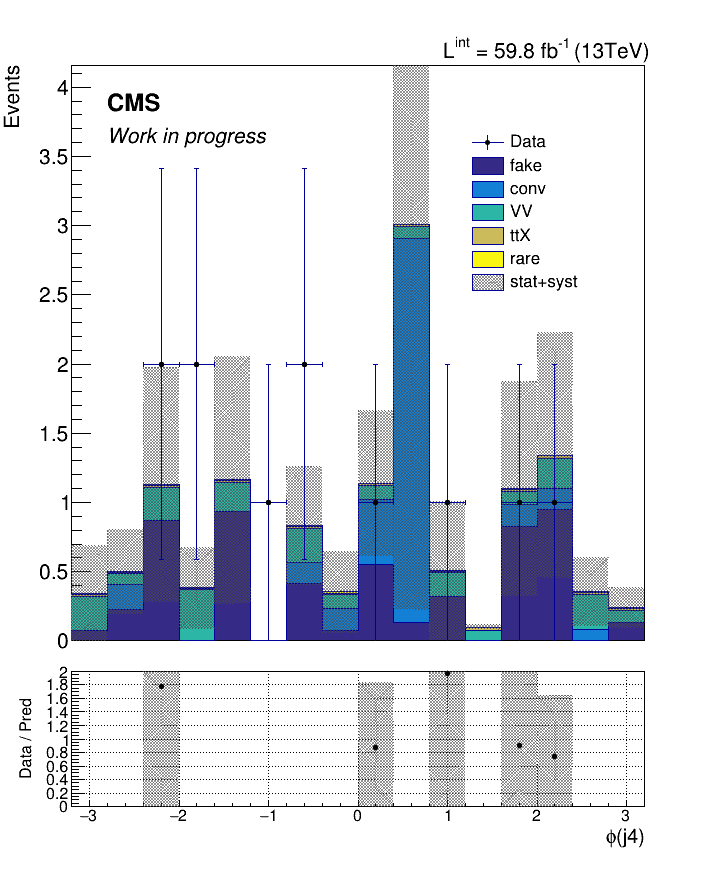 L^int = 59.8 fb^-1 (13TeV)
Events
CMS
Work in progress
Data
fake
conv
VV
ttX
rare
stat+syst
4
3.5
3
2.5
2
1.5
1
0.5
0
Data / Pred
2
1.8
1.6
1.4
1.2
1
0.8
0.6
0.4
0.2
0
−3 −2 −1 0 1 2 3
ϕ(j4)